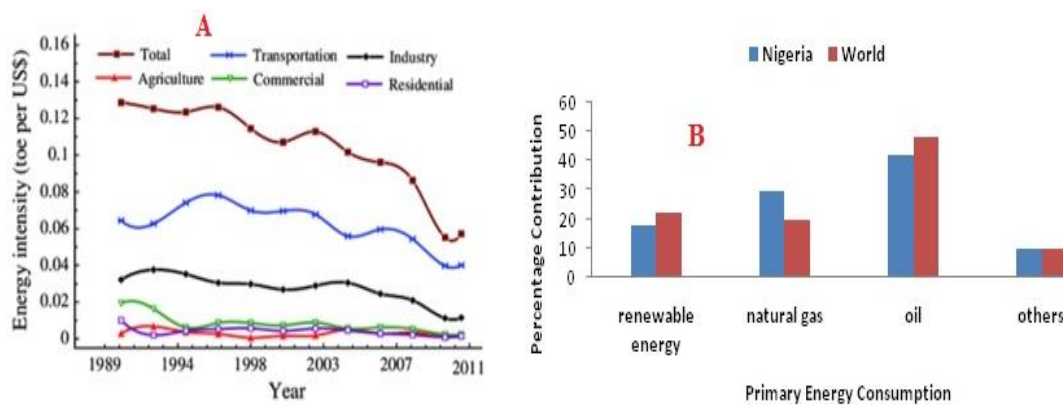 A
Total Transportation Industry
Agriculture Commercial Residential
Energy intensity (toe per US$)
0.16
0.14
0.12
0.1
0.08
0.06
0.04
0.02
0
1989 1994 1998 2003 2007 2011
Year
Nigeria World
B
Percentage Contribution
60
50
40
30
20
10
0
renewable energy natural gas oil others
Primary Energy Consumption